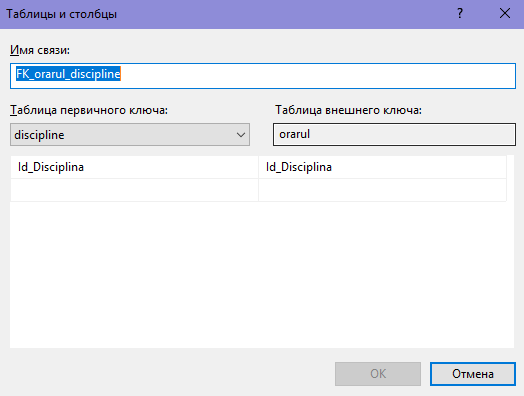 Таблицы и столбцы
?
Имя связи:
FK_orarul_discipline
Таблица первичного ключа: Таблица внешнего ключа:
discipline orarul
Id_Disciplina Id_Disciplina
OK Отмена